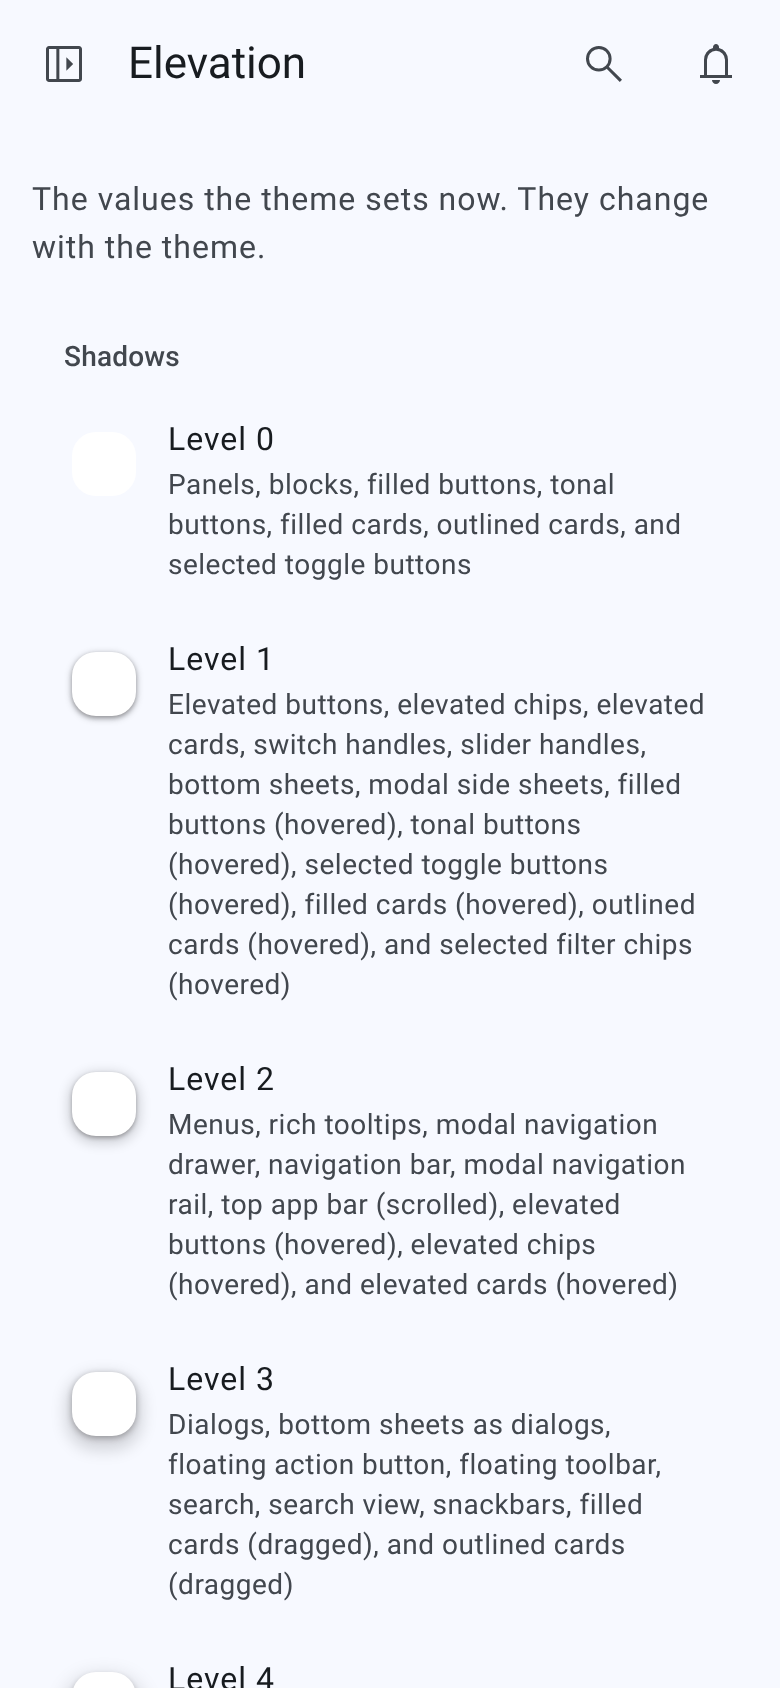 Elevation
The values the theme sets now. They change
with the theme.
Shadows
Level 0
Panels, blocks, filled buttons, tonal
buttons, filled cards, outlined cards, and
selected toggle buttons
Level 1
Elevated buttons, elevated chips, elevated
cards, switch handles, slider handles,
bottom sheets, modal side sheets, filled
buttons (hovered), tonal buttons
(hovered), selected toggle buttons
(hovered), filled cards (hovered), outlined
cards (hovered), and selected filter chips
(hovered)
Level 2
Menus, rich tooltips, modal navigation
drawer, navigation bar, modal navigation
rail, top app bar (scrolled), elevated
buttons (hovered), elevated chips
(hovered), and elevated cards (hovered)
Level 3
Dialogs, bottom sheets as dialogs,
floating action button, floating toolbar,
search, search view, snackbars, filled
cards (dragged), and outlined cards
(dragged)
Level 4